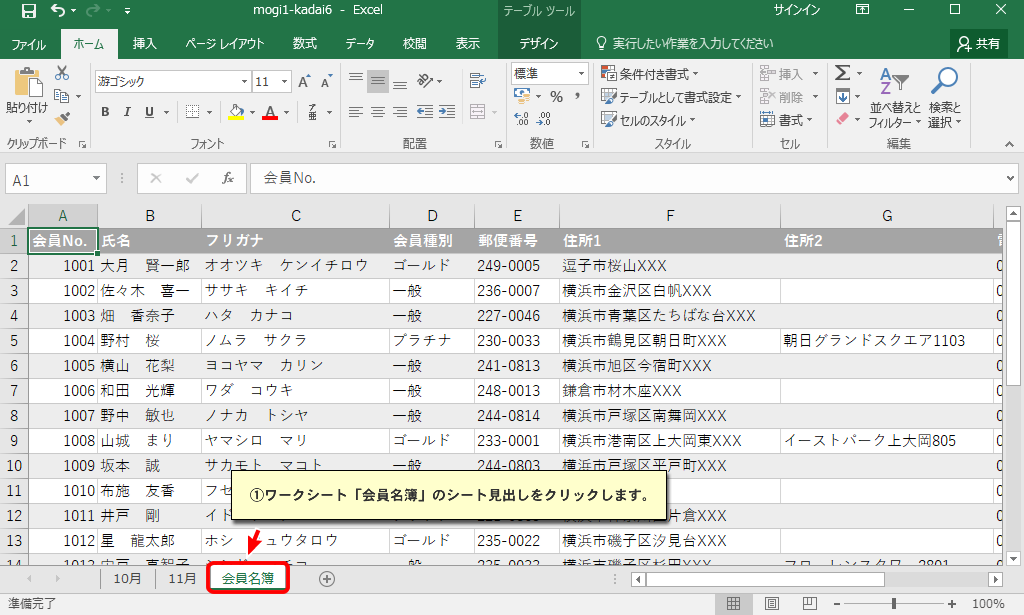 mogi1-kadai6 - Excel
テーブル ツール
サインイン
ファイル ホーム 挿入 ページ レイアウト 数式 データ 校閲 表示 デザイン 実行したい作業を入力してください 共有
游ゴシック 11 標準 条件付き書式 挿入
貼り付け B I U テーブルとして書式設定 削除 並べ替えと フィルター 検索と 選択
セルのスタイル 書式
クリップボード フォント 配置 数値 スタイル セル 編集
A1 会員No.
A B C D E F G
1 会員No. 氏名 フリガナ 会員種別 郵便番号 住所1 住所2
2 1001 大月　賢一郎 オオツキ　ケンイチロウ ゴールド 249-0005 逗子市桜山XXX
3 1002 佐々木　喜一 ササキ　キイチ 一般 236-0007 横浜市金沢区白帆XXX
4 1003 畑　香奈子 ハタ　カナコ 一般 227-0046 横浜市青葉区たちばな台XXX
5 1004 野村　桜 ノムラ　サクラ プラチナ 230-0033 横浜市鶴見区朝日町XXX 朝日グランドスクエア1103
6 1005 横山　花梨 ヨコヤマ　カリン 一般 241-0813 横浜市旭区今宿町XXX
7 1006 和田　光輝 ワダ　コウキ 一般 248-0013 鎌倉市材木座XXX
8 1007 野中　敏也 ノナカ　トシヤ 一般 244-0814 横浜市戸塚区南舞岡XXX
9 1008 山城　まり ヤマシロ　マリ ゴールド 233-0001 横浜市港南区上大岡東XXX イーストパーク上大岡805
10 1009 坂本　誠 サカモト　マコト 一般 244-0803 横浜市戸塚区平戸町XXX
11 1010 布施　友香 フセ
①ワークシート「会員名簿」のシート見出しをクリックします。
12 1011 井戸　剛 イド 片倉XXX
13 1012 星　龍太郎 ホシ　リュウタロウ ゴールド 235-0022 横浜市磯子区汐見台XXX
10月 11月 会員名簿
準備完了 100%